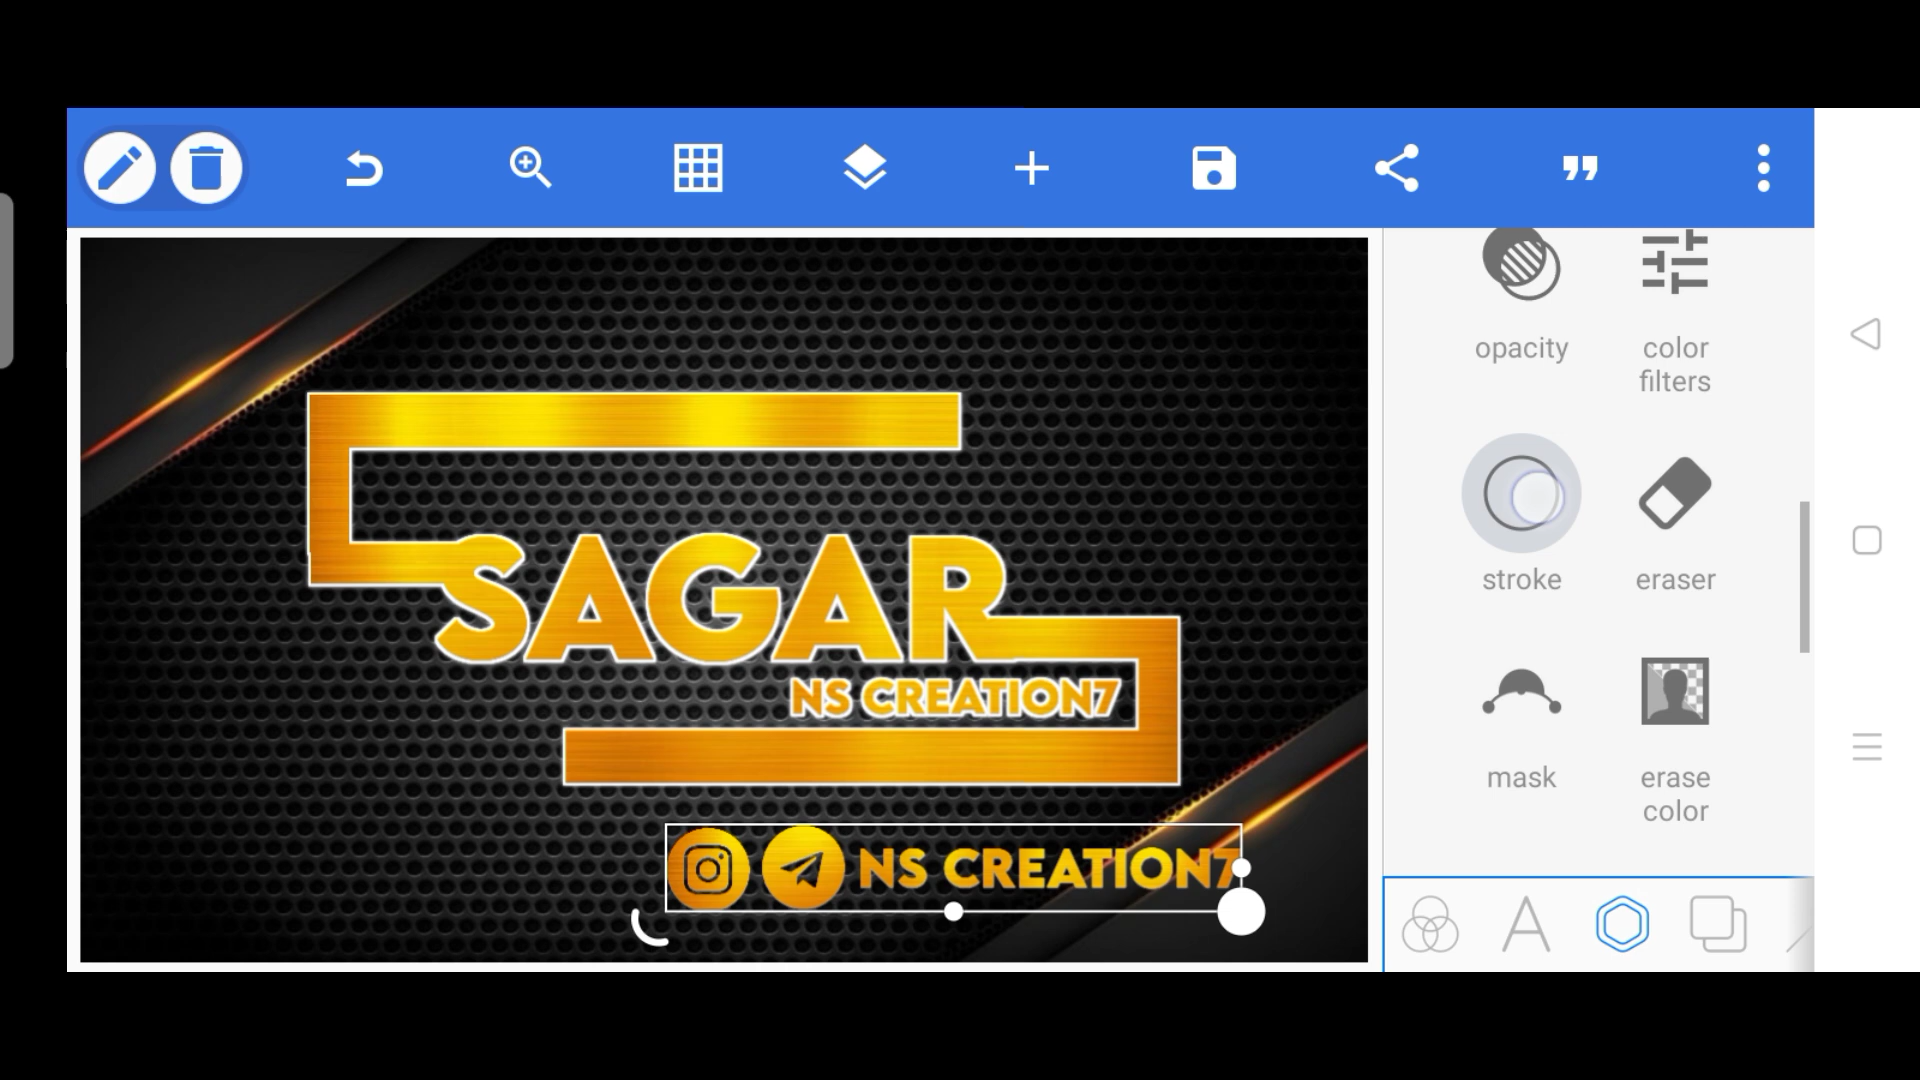 opacity
color
filters
SAGAR
stroke
eraser
NS CREATION7
mask
erase
color
NS CREATION7